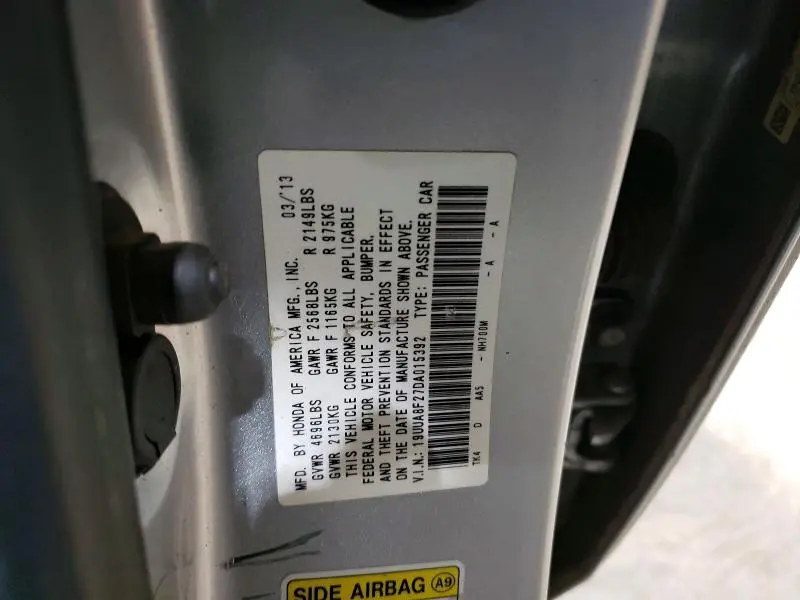 MFD. BY HONDA OF AMERICA MFG., INC. 03/'13
GVWR 4696LBS GAWR F 2568LBS R 2149LBS
GVWR 2130KG GAWR F 1165KG R 975KG
THIS VEHICLE CONFORMS TO ALL APPLICABLE
FEDERAL MOTOR VEHICLE SAFETY, BUMPER,
AND THEFT PREVENTION STANDARDS IN EFFECT
ON THE DATE OF MANUFACTURE SHOWN ABOVE.
V.I.N.: 19UUA8F27DA015392 TYPE: PASSENGER CAR
TK4 D AA5 - NH700M - A - A
SIDE AIRBAG A9